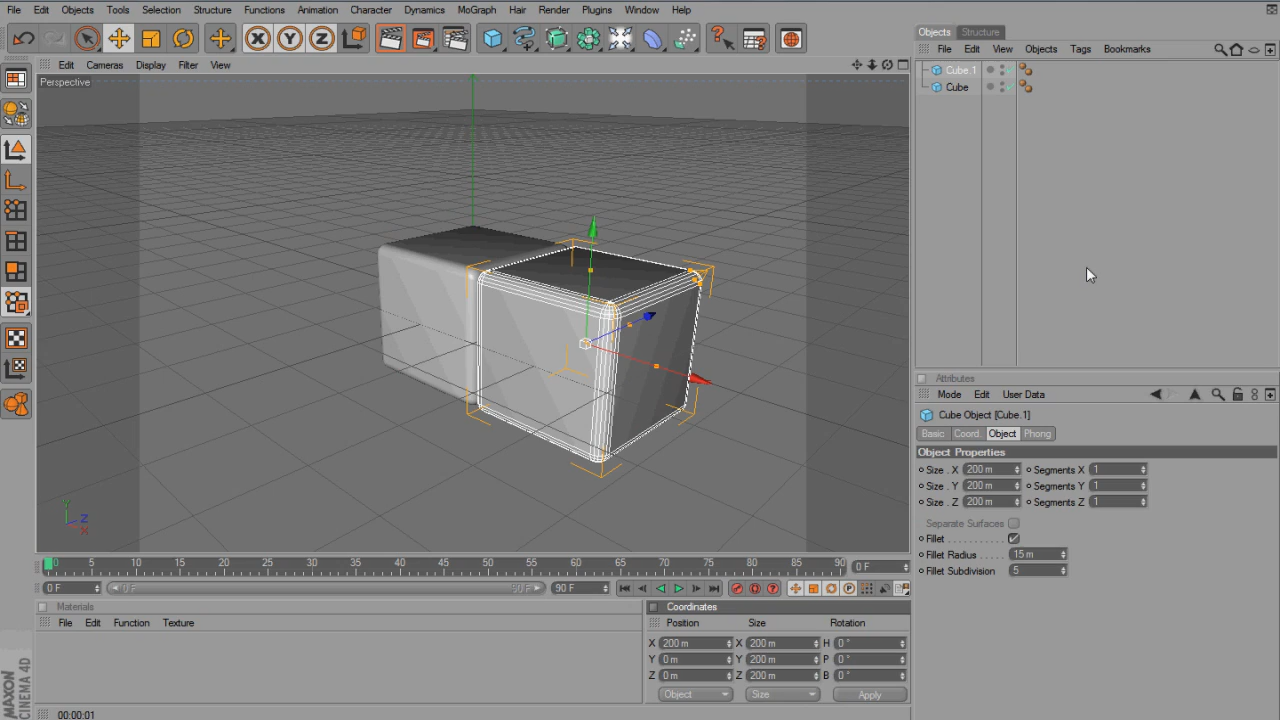 File Edit Objects Tools Selection Structure Functions Animation Character Dynamics MoGraph Hair Render Plugins Window Help
Objects Structure
File Edit View Objects Tags Bookmarks
Edit Cameras Display Filter View
X Y Z
Perspective
Cube.1
Cube
Y
Z
X
Attributes
Mode Edit User Data
Cube Object [Cube.1]
Basic Coord. Object Phong
Object Properties
Size . X 200 m Segments X 1
Size . Y 200 m Segments Y 1
Size . Z 200 m Segments Z 1
Separate Surfaces
Fillet . . . . . . . . . . .
Fillet Radius . . . . . 15 m
Fillet Subdivision 5
0 5 10 15 20 25 30 35 40 45 50 55 60 65 70 75 80 85 90 0 F
0 F 0 F 90 F 90 F P
Materials
File Edit Function Texture
Coordinates
Position Size Rotation
X 200 m X 200 m H 0 °
Y 0 m Y 200 m P 0 °
Z 0 m Z 200 m B 0 °
Object Size Apply
MAXON
CINEMA 4D
00:00:01